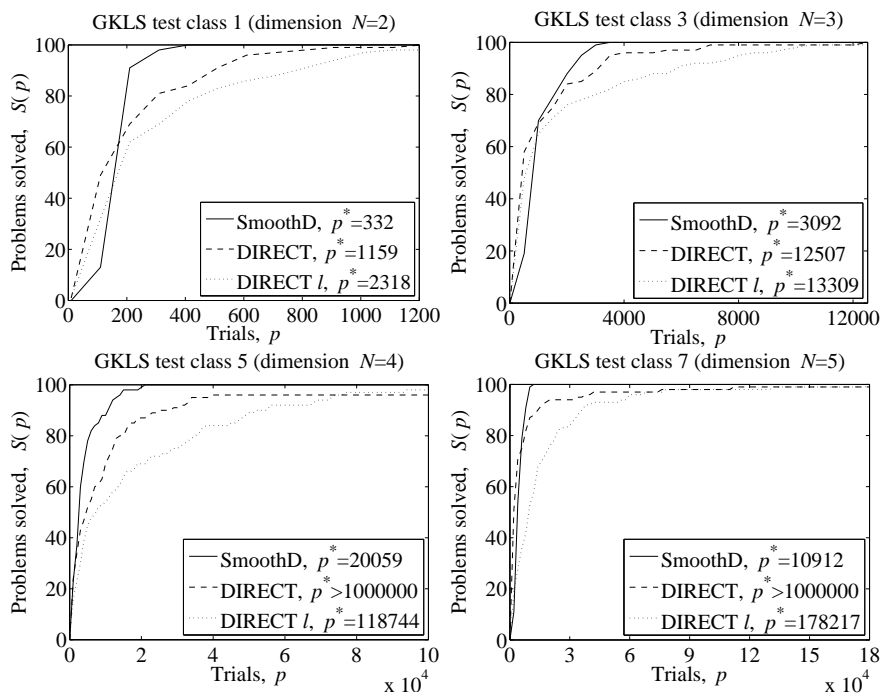 GKLS test class 1 (dimension N=2)
Problems solved, S(p)
100
80
60
40
20
0
SmoothD, p*=332
DIRECT, p*=1159
DIRECT l, p*=2318
0 200 400 600 800 1000 1200
Trials, p
GKLS test class 3 (dimension N=3)
Problems solved, S(p)
100
80
60
40
20
0
SmoothD, p*=3092
DIRECT, p*=12507
DIRECT l, p*=13309
0 4000 8000 12000
Trials, p
GKLS test class 5 (dimension N=4)
Problems solved, S(p)
100
80
60
40
20
0
SmoothD, p*=20059
DIRECT, p*>1000000
DIRECT l, p*=118744
0 2 4 6 8 10
Trials, p
x 10^4
GKLS test class 7 (dimension N=5)
Problems solved, S(p)
100
80
60
40
20
0
SmoothD, p*=10912
DIRECT, p*>1000000
DIRECT l, p*=178217
0 3 6 9 12 15 18
Trials, p
x 10^4